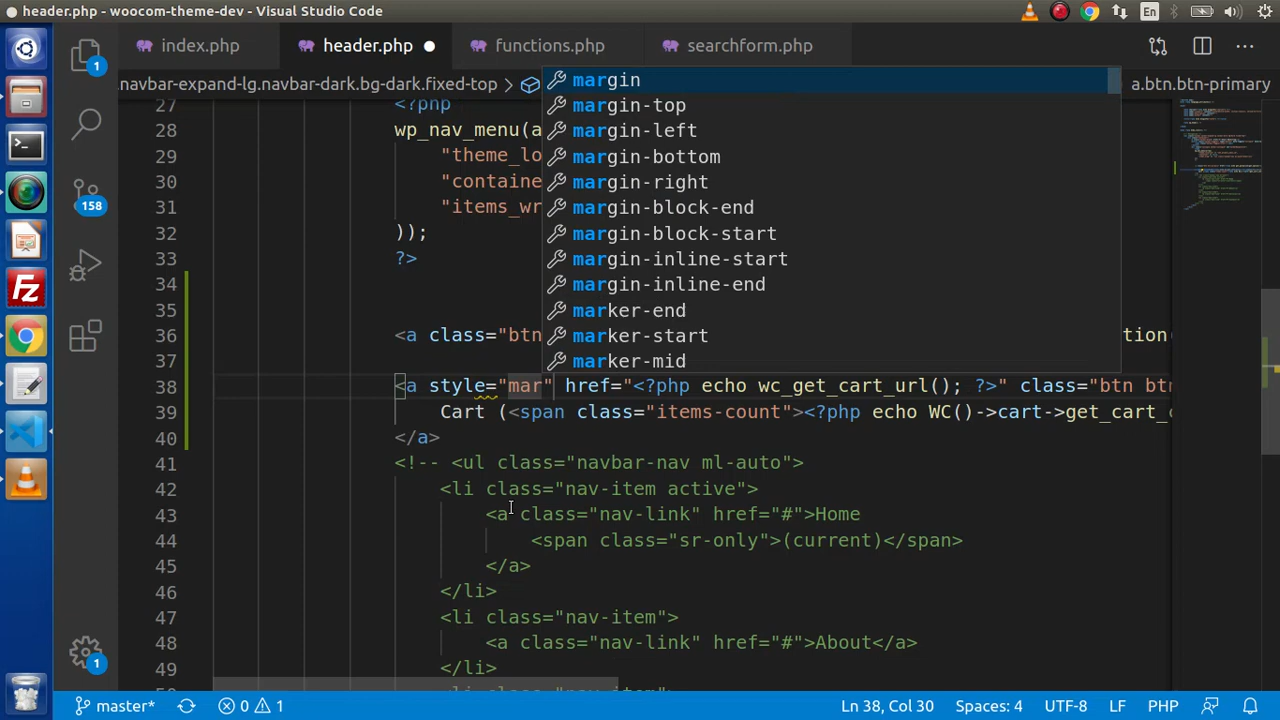 header.php - woocom-theme-dev - Visual Studio Code
En
index.php
header.php
functions.php
searchform.php
.navbar-expand-lg.navbar-dark.bg-dark.fixed-top
a.btn.btn-primary
27 <?php
28 wp_nav_menu(a
29 "theme_lo
30 "containe
31 "items_wr
32 ));
33 ?>
34
35
36 <a class="btn tion(
37
38 <a style="mar" href="<?php echo wc_get_cart_url(); ?>" class="btn btn
39 Cart (<span class="items-count"><?php echo WC()->cart->get_cart_c
40 </a>
41 <!-- <ul class="navbar-nav ml-auto">
42 <li class="nav-item active">
43 <a class="nav-link" href="#">Home
44 <span class="sr-only">(current)</span>
45 </a>
46 </li>
47 <li class="nav-item">
48 <a class="nav-link" href="#">About</a>
49 </li>
margin
margin-top
margin-left
margin-bottom
margin-right
margin-block-end
margin-block-start
margin-inline-start
margin-inline-end
marker-end
marker-start
marker-mid
1
158
1
master*
0
1
Ln 38, Col 30
Spaces: 4
UTF-8
LF
PHP